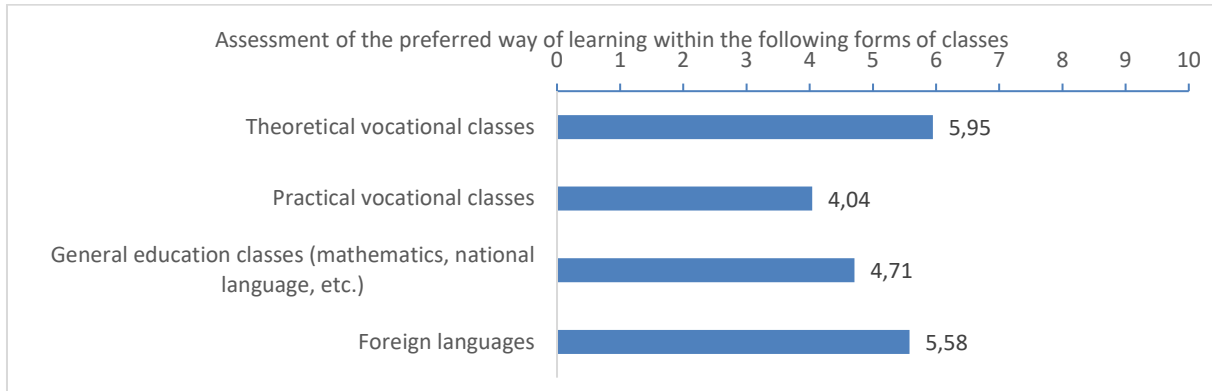 Assessment of the preferred way of learning within the following forms of classes
0 1 2 3 4 5 6 7 8 9 10
Theoretical vocational classes 5,95
Practical vocational classes 4,04
General education classes (mathematics, national
language, etc.) 4,71
Foreign languages 5,58